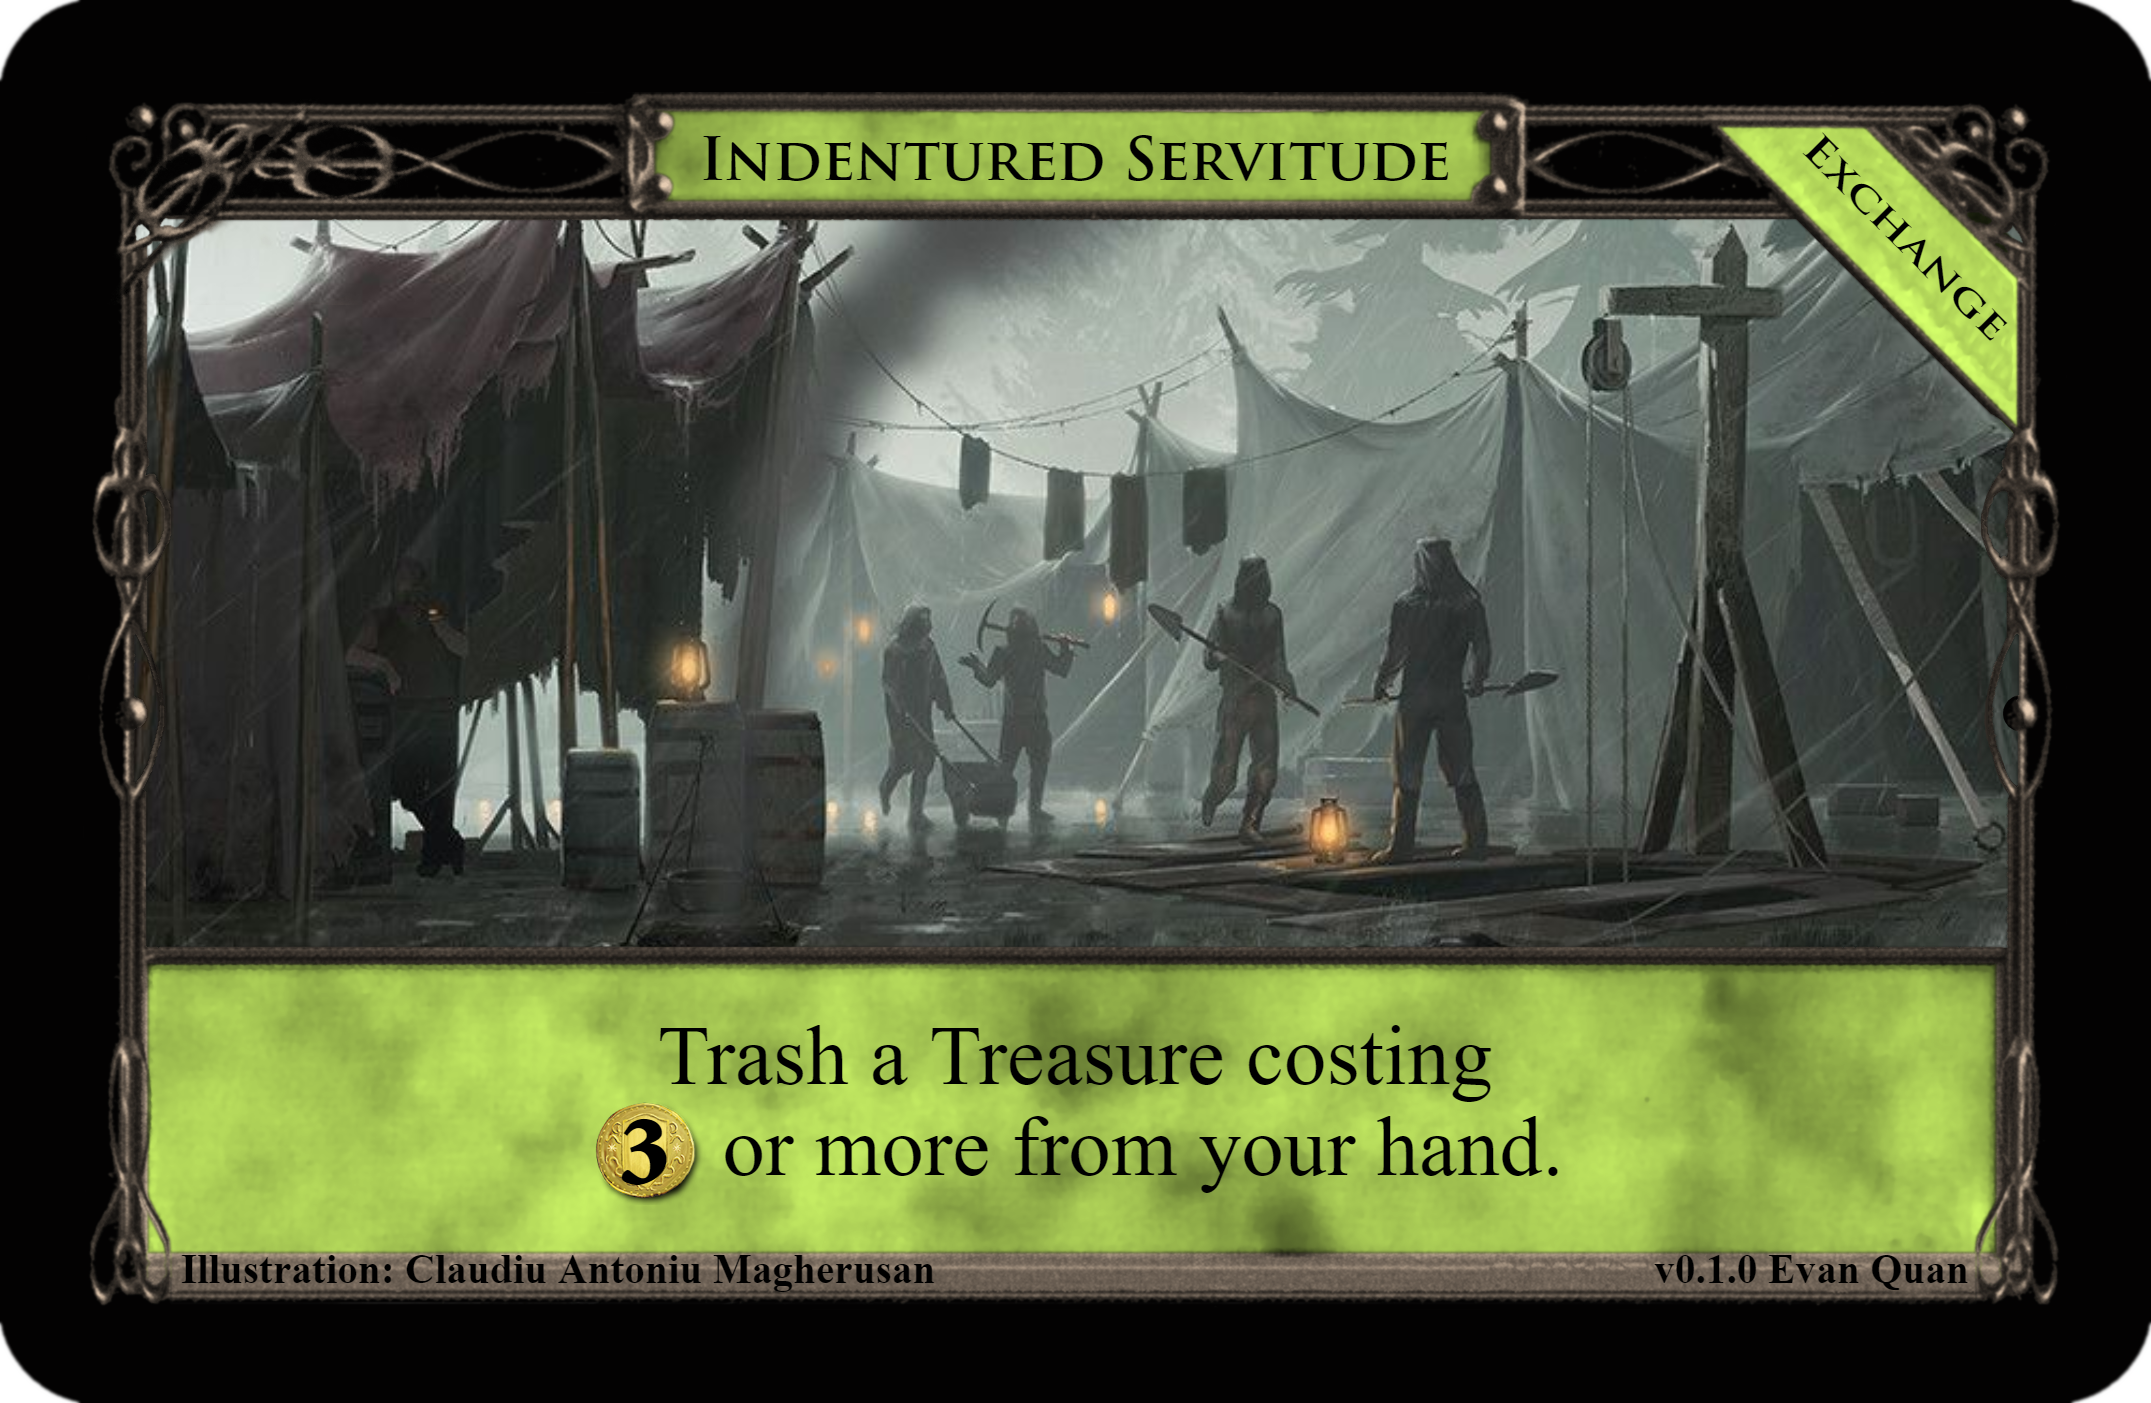 Indentured Servitude
Exchange
Trash a Treasure costing
3 or more from your hand.
Illustration: Claudiu Antoniu Magherusan
v0.1.0 Evan Quan